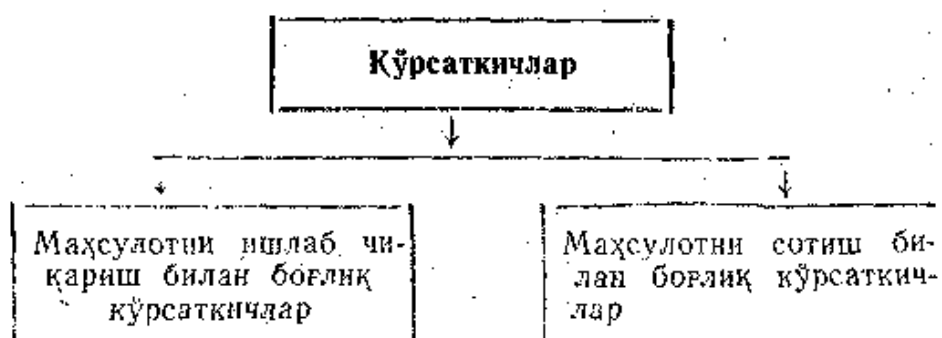 Кўрсаткичлар
Маҳсулотни ишлаб чи-
қариш билан боғлиқ
кўрсаткичлар
Маҳсулотни сотиш би-
лан боғлиқ кўрсаткич-
лар